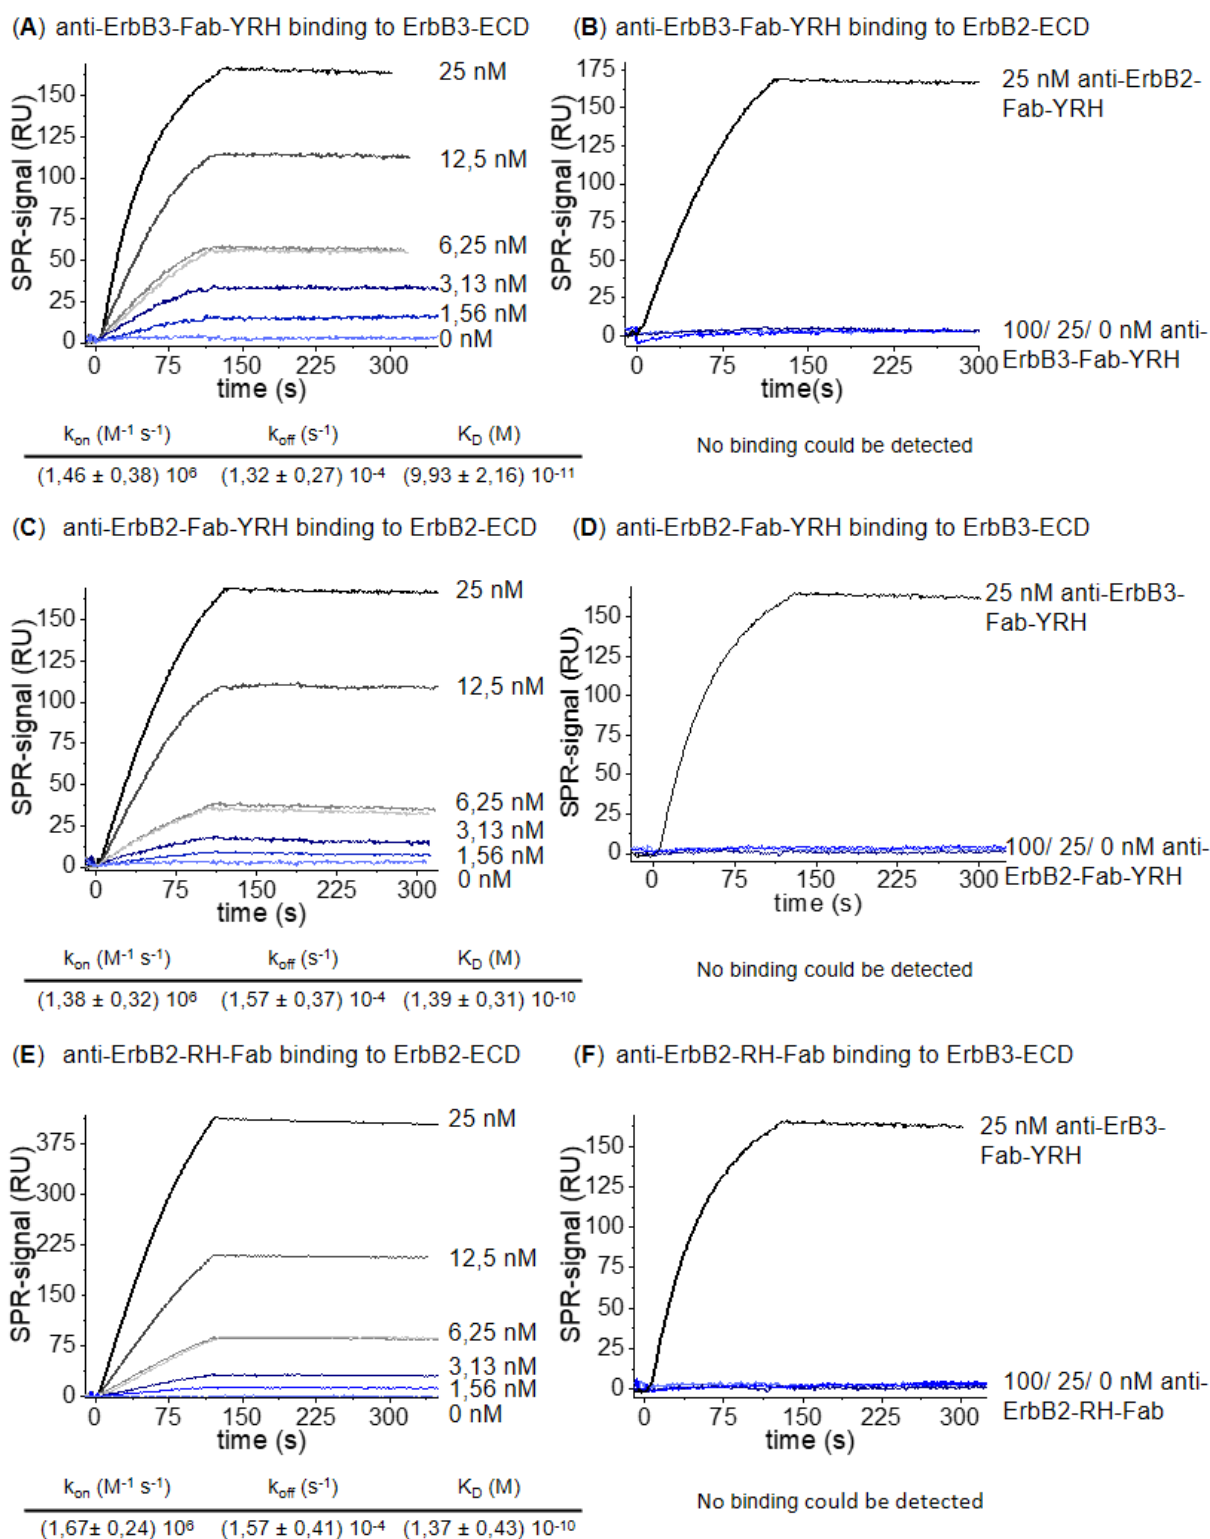 (A) anti-ErbB3-Fab-YRH binding to ErbB3-ECD
SPR-signal (RU)
150
125
100
75
50
25
0
0 75 150 225 300
time (s)
25 nM
12,5 nM
6,25 nM
3,13 nM
1,56 nM
0 nM
kon (M-1 s-1) koff (s-1) KD (M)
(1,46 ± 0,38) 106 (1,32 ± 0,27) 10-4 (9,93 ± 2,16) 10-11
(B) anti-ErbB3-Fab-YRH binding to ErbB2-ECD
SPR-signal (RU)
175
150
125
100
75
50
25
0
0 75 150 225 300
time(s)
25 nM anti-ErbB2-
Fab-YRH
100/ 25/ 0 nM anti-
ErbB3-Fab-YRH
No binding could be detected
(C) anti-ErbB2-Fab-YRH binding to ErbB2-ECD
SPR-signal (RU)
150
100
75
50
25
0
0 75 150 225 300
time (s)
25 nM
12,5 nM
6,25 nM
3,13 nM
1,56 nM
0 nM
kon (M-1 s-1) koff (s-1) KD (M)
(1,38 ± 0,32) 106 (1,57 ± 0,37) 10-4 (1,39 ± 0,31) 10-10
(D) anti-ErbB2-Fab-YRH binding to ErbB3-ECD
SPR-signal (RU)
150
125
100
75
50
25
0
0 75 150 225 300
time (s)
25 nM anti-ErbB3-
Fab-YRH
100/ 25/ 0 nM anti-
ErbB2-Fab-YRH
No binding could be detected
(E) anti-ErbB2-RH-Fab binding to ErbB2-ECD
SPR-signal (RU)
375
300
225
150
75
0
0 75 150 225 300
time (s)
25 nM
12,5 nM
6,25 nM
3,13 nM
1,56 nM
0 nM
kon (M-1 s-1) koff (s-1) KD (M)
(1,67± 0,24) 106 (1,57 ± 0,41) 10-4 (1,37 ± 0,43) 10-10
(F) anti-ErbB2-RH-Fab binding to ErbB3-ECD
SPR-signal (RU)
150
125
100
75
50
25
0
0 75 150 225 300
time (s)
25 nM anti-ErB3-
Fab-YRH
100/ 25/ 0 nM anti-
ErbB2-RH-Fab
No binding could be detected